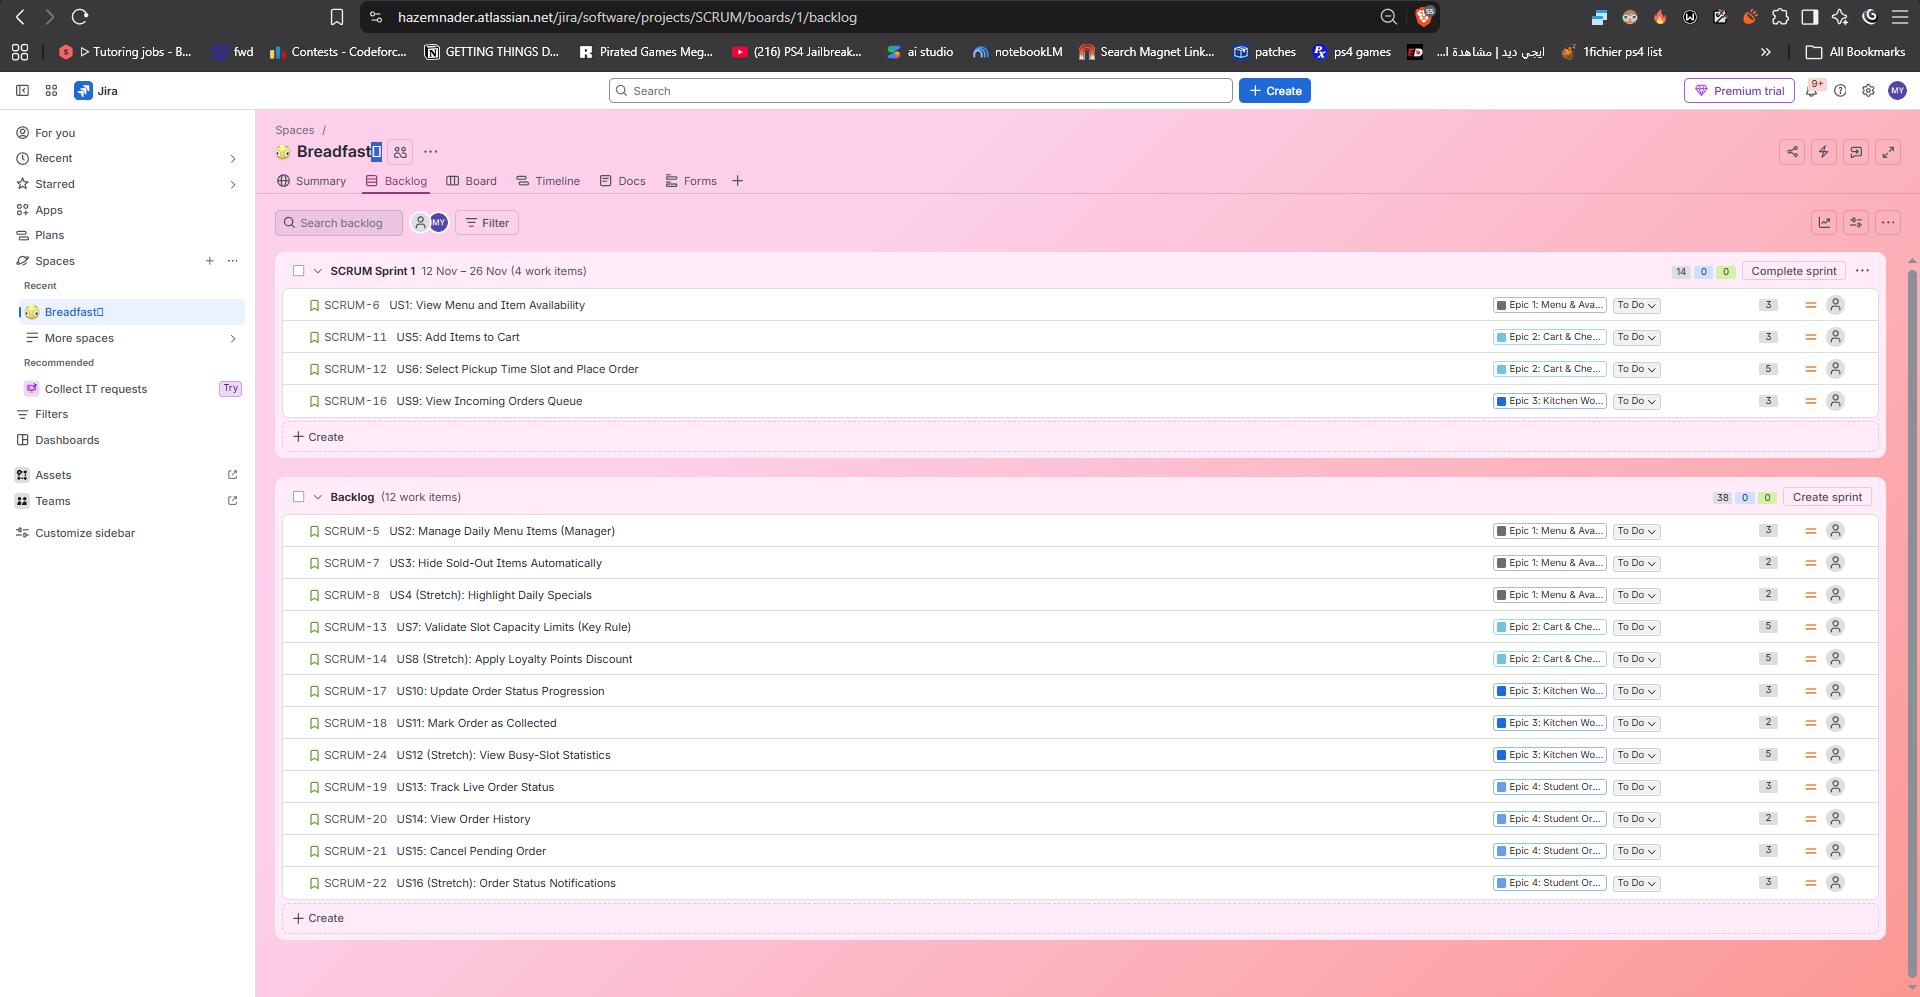 hazemnader.atlassian.net/jira/software/projects/SCRUM/boards/1/backlog
55
Tutoring jobs - B...
fwd
Contests - Codeforc...
GETTING THINGS D...
Pirated Games Meg...
(216) PS4 Jailbreak...
ai studio
notebookLM
Search Magnet Link...
patches
ps4 games
ايجي ديد | مشاهدة ا...
1fichier ps4 list
All Bookmarks
Jira
Search
Create
Premium trial
9+
MY
For you
Recent
Starred
Apps
Plans
Spaces
Recent
Breadfast
More spaces
Recommended
Collect IT requests
Try
Filters
Dashboards
Assets
Teams
Customize sidebar
Spaces /
Breadfast
Summary
Backlog
Board
Timeline
Docs
Forms
Search backlog
MY
Filter
SCRUM Sprint 1 12 Nov – 26 Nov (4 work items)
14 0 0
Complete sprint
SCRUM-6 US1: View Menu and Item Availability Epic 1: Menu & Ava... To Do 3
SCRUM-11 US5: Add Items to Cart Epic 2: Cart & Che... To Do 3
SCRUM-12 US6: Select Pickup Time Slot and Place Order Epic 2: Cart & Che... To Do 5
SCRUM-16 US9: View Incoming Orders Queue Epic 3: Kitchen Wo... To Do 3
Create
Backlog (12 work items)
38 0 0
Create sprint
SCRUM-5 US2: Manage Daily Menu Items (Manager) Epic 1: Menu & Ava... To Do 3
SCRUM-7 US3: Hide Sold-Out Items Automatically Epic 1: Menu & Ava... To Do 2
SCRUM-8 US4 (Stretch): Highlight Daily Specials Epic 1: Menu & Ava... To Do 2
SCRUM-13 US7: Validate Slot Capacity Limits (Key Rule) Epic 2: Cart & Che... To Do 5
SCRUM-14 US8 (Stretch): Apply Loyalty Points Discount Epic 2: Cart & Che... To Do 5
SCRUM-17 US10: Update Order Status Progression Epic 3: Kitchen Wo... To Do 3
SCRUM-18 US11: Mark Order as Collected Epic 3: Kitchen Wo... To Do 2
SCRUM-24 US12 (Stretch): View Busy-Slot Statistics Epic 3: Kitchen Wo... To Do 5
SCRUM-19 US13: Track Live Order Status Epic 4: Student Or... To Do 3
SCRUM-20 US14: View Order History Epic 4: Student Or... To Do 2
SCRUM-21 US15: Cancel Pending Order Epic 4: Student Or... To Do 3
SCRUM-22 US16 (Stretch): Order Status Notifications Epic 4: Student Or... To Do 3
Create